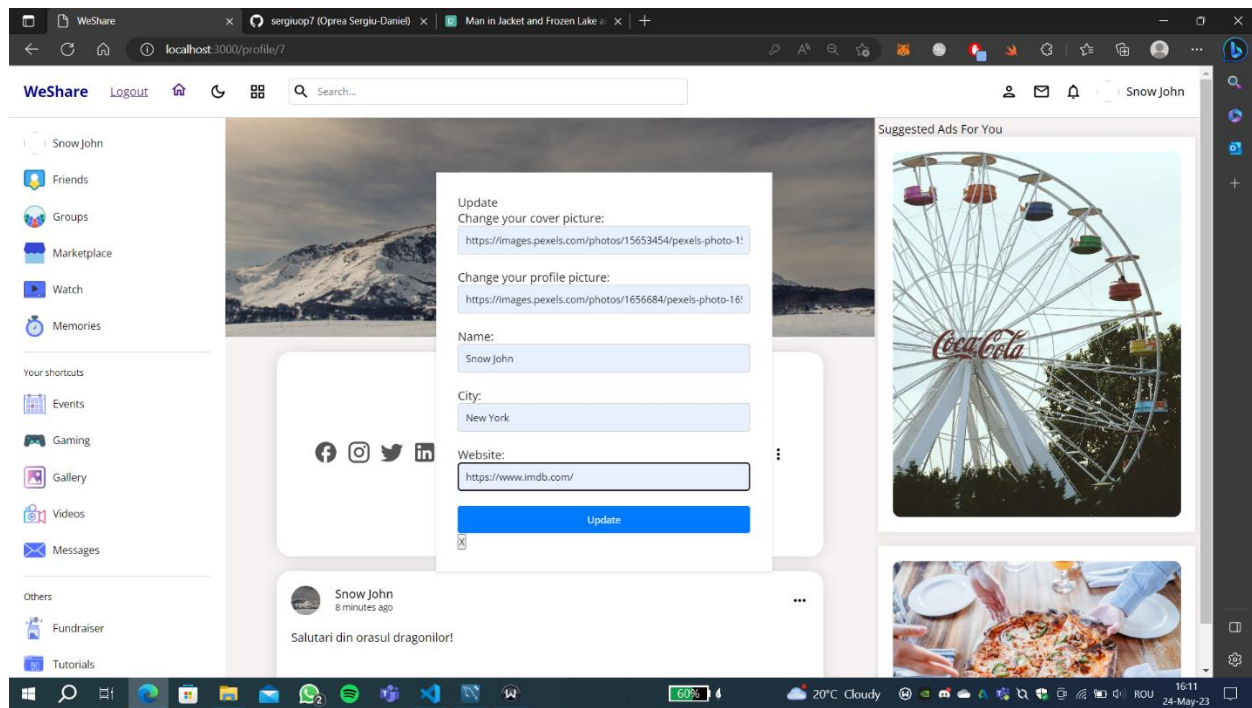 WeShare
sergiuop7 (Oprea Sergiu-Daniel)
Man in Jacket and Frozen Lake
localhost:3000/profile/7
WeShare Logout Search... Snow John
Snow John
Friends
Groups
Marketplace
Watch
Memories
Your shortcuts
Events
Gaming
Gallery
Videos
Messages
Others
Fundraiser
Tutorials
Update
Change your cover picture:
https://images.pexels.com/photos/15653454/pexels-photo-1
Change your profile picture:
https://images.pexels.com/photos/1656684/pexels-photo-16
Name:
Snow John
City:
New York
Website:
https://www.imdb.com/
Update
X
Snow John
8 minutes ago
Salutari din orasul dragonilor!
Suggested Ads For You
Coca-Cola
60%
20°C Cloudy
ROU
16:11
24-May-23